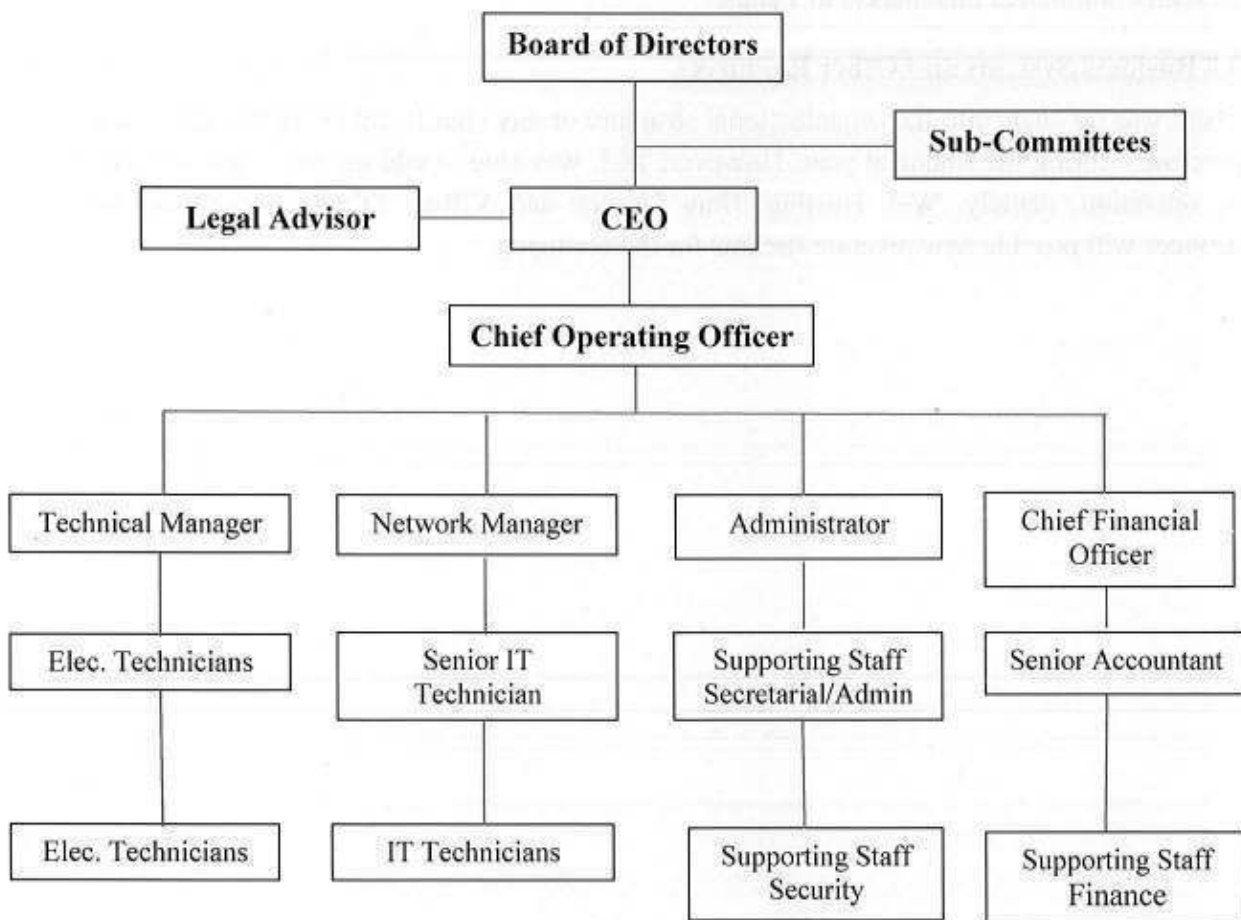 Board of Directors
Sub-Committees
Legal Advisor
CEO
Chief Operating Officer
Technical Manager
Network Manager
Administrator
Chief Financial
Officer
Elec. Technicians
Senior IT
Technician
Supporting Staff
Secretarial/Admin
Senior Accountant
Elec. Technicians
IT Technicians
Supporting Staff
Security
Supporting Staff
Finance